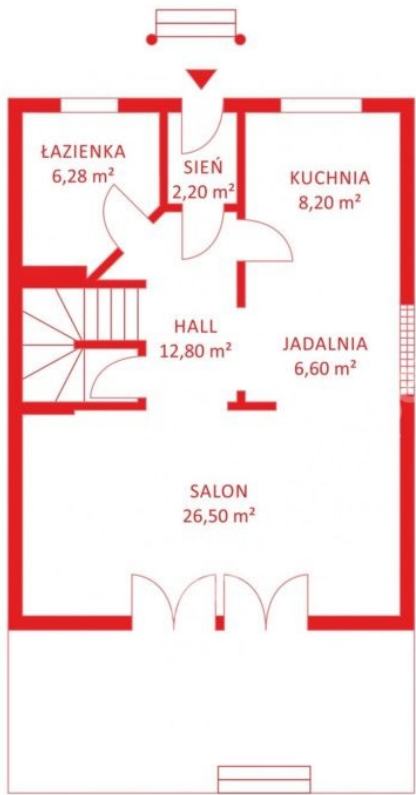 ŁAZIENKA
6,28 m²
SIEŃ
2,20 m²
KUCHNIA
8,20 m²
HALL
12,80 m²
JADALNIA
6,60 m²
SALON
26,50 m²